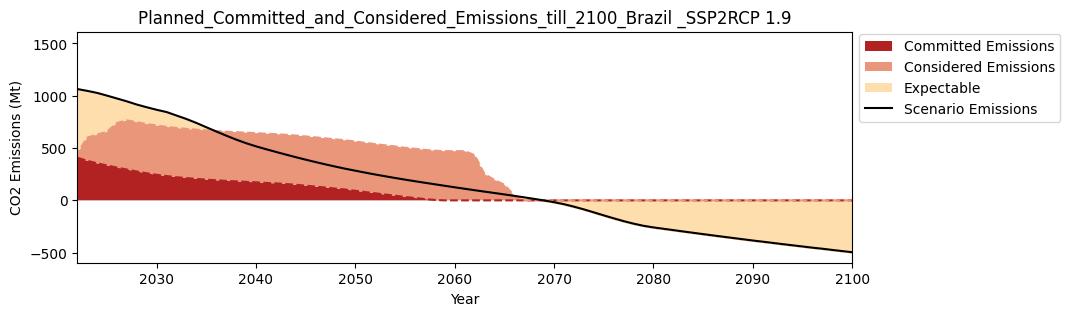 Planned_Committed_and_Considered_Emissions_till_2100_Brazil _SSP2RCP 1.9
1500
1000
500
0
−500
CO2 Emissions (Mt)
2030 2040 2050 2060 2070 2080 2090 2100
Year
Committed Emissions
Considered Emissions
Expectable
Scenario Emissions